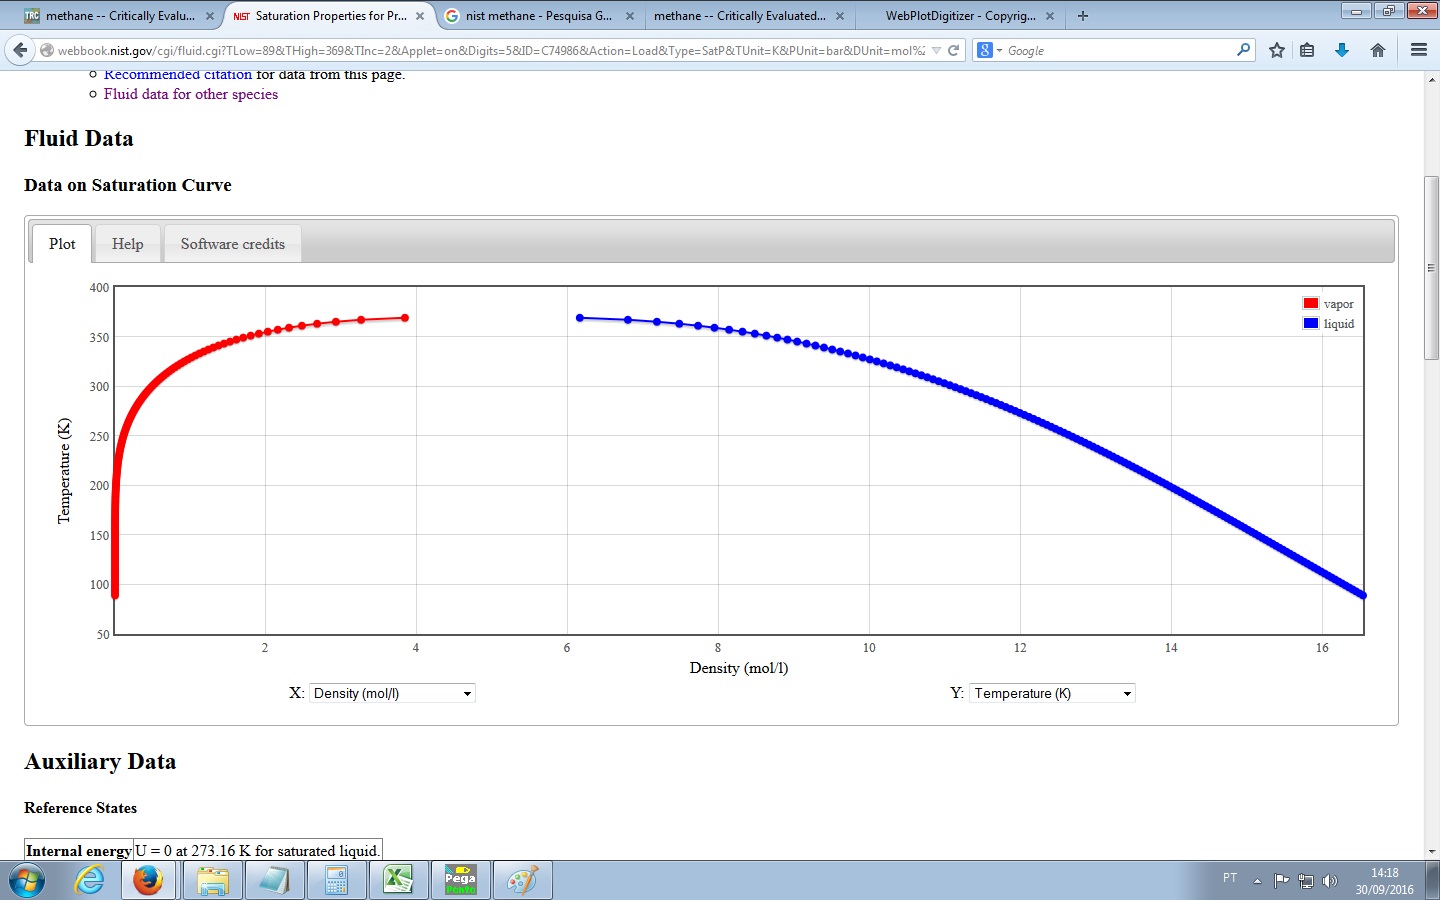 TRC methane -- Critically Evalu... NIST Saturation Properties for Pr... G nist methane - Pesquisa G... methane -- Critically Evaluated... WebPlotDigitizer - Copyrig...
webbook.nist.gov/cgi/fluid.cgi?TLow=89&THigh=369&TInc=2&Applet=on&Digits=5&ID=C74986&Action=Load&Type=SatP&TUnit=K&PUnit=bar&DUnit=mol% 8 Google
Recommended citation for data from this page.
Fluid data for other species
Fluid Data
Data on Saturation Curve
Plot Help Software credits
400
350
300
250
200
150
100
50
Temperature (K)
vapor
liquid
2 4 6 8 10 12 14 16
Density (mol/l)
X: Density (mol/l) Y: Temperature (K)
Auxiliary Data
Reference States
Internal energy U = 0 at 273.16 K for saturated liquid.
Pega
Ponto
PT
14:18
30/09/2016